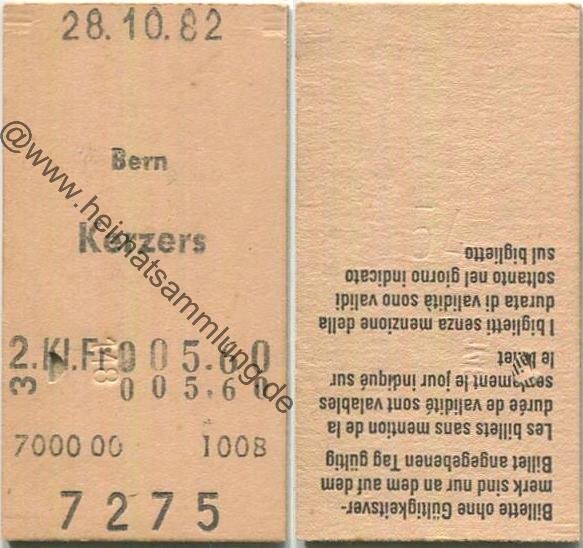 28.10.82
Bern
Kerzers
2.Kl.Fr 005.60
3 005.60
7000 00 1008
7275
@www.heimatsammlung.de
Billette ohne Gültigkeitsver-
merk sind nur an dem auf dem
Billet angegebenen Tag gültig
Les billets sans mention de la
durée de validité sont valables
seulement le jour indiqué sur
le billet
I biglietti senza menzione della
durata di validità sono validi
soltanto nel giorno indicato
sul biglietto